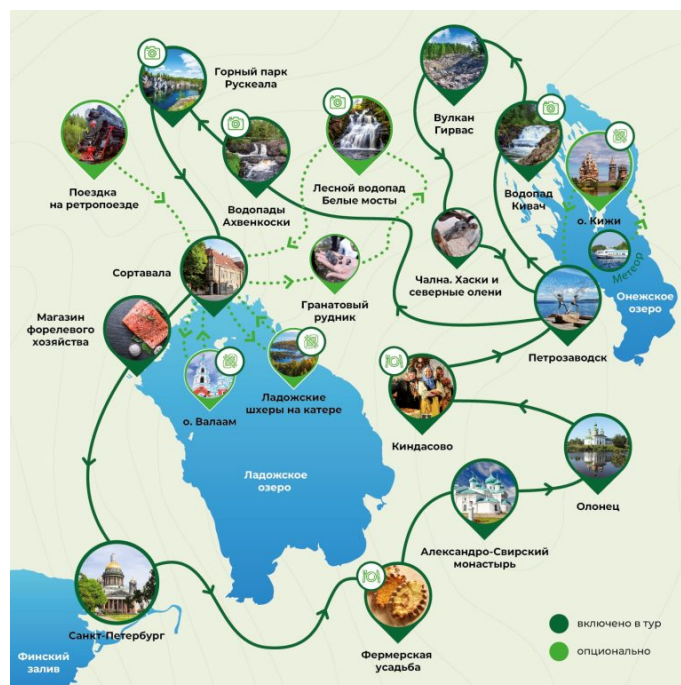 Горный парк
Рускеала
Вулкан
Гирвас
Поездка
на ретропоезде
Водопады
Ахвенкоски
Лесной водопад
Белые мосты
Водопад
Кивач
о. Кижи
Метеор
Онежское
озеро
Сортавала
Гранатовый
рудник
Чална. Хаски и
северные олени
Магазин
форелевого
хозяйства
Петрозаводск
о. Валаам
Ладожские
шхеры на катере
Киндасово
Ладожское
озеро
Олонец
Александро-Свирский
монастырь
Санкт-Петербург
Финский
залив
Фермерская
усадьба
включено в тур
опционально